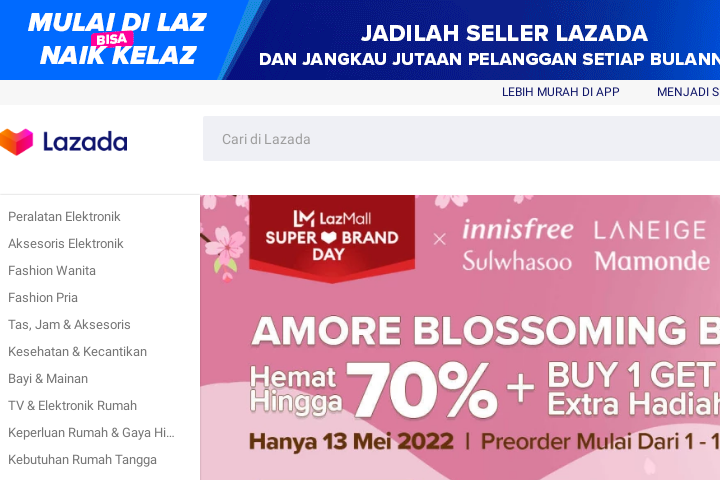 MULAI DI LAZ
BISA
NAIK KELAZ
JADILAH SELLER LAZADA
DAN JANGKAU JUTAAN PELANGGAN SETIAP BULANN
LEBIH MURAH DI APP
MENJADI S
Lazada
Cari di Lazada
Peralatan Elektronik
Aksesoris Elektronik
Fashion Wanita
Fashion Pria
Tas, Jam & Aksesoris
Kesehatan & Kecantikan
Bayi & Mainan
TV & Elektronik Rumah
Keperluan Rumah & Gaya Hi...
Kebutuhan Rumah Tangga
LM LazMall
SUPER BRAND
DAY
× innisfree LANEIGE
Sulwhasoo Mamonde
AMORE BLOSSOMING B
Hemat
Hingga
70% +
BUY 1 GET
Extra Hadiah
Hanya 13 Mei 2022 | Preorder Mulai Dari 1 - 1